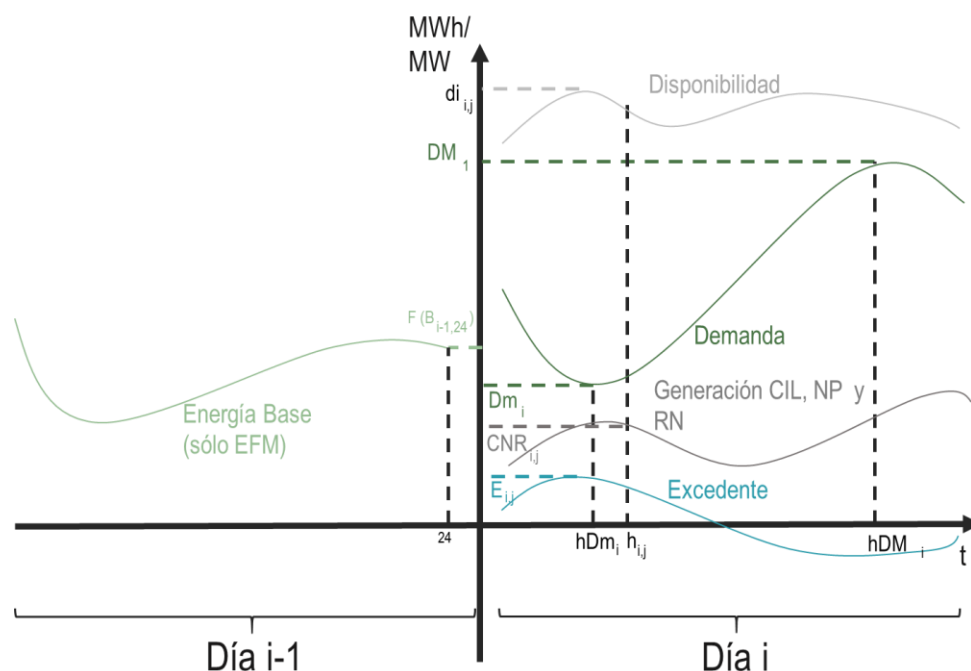 MWh/
MW
di i,j
Disponibilidad
DM 1
F (B i-1,24)
Demanda
Energía Base
(sólo EFM)
Dm i
Generación CIL, NP y
RN
CNR i,j
E i,j
Excedente
24
hDm i
h i,j
hDM i
t
Día i-1
Día i